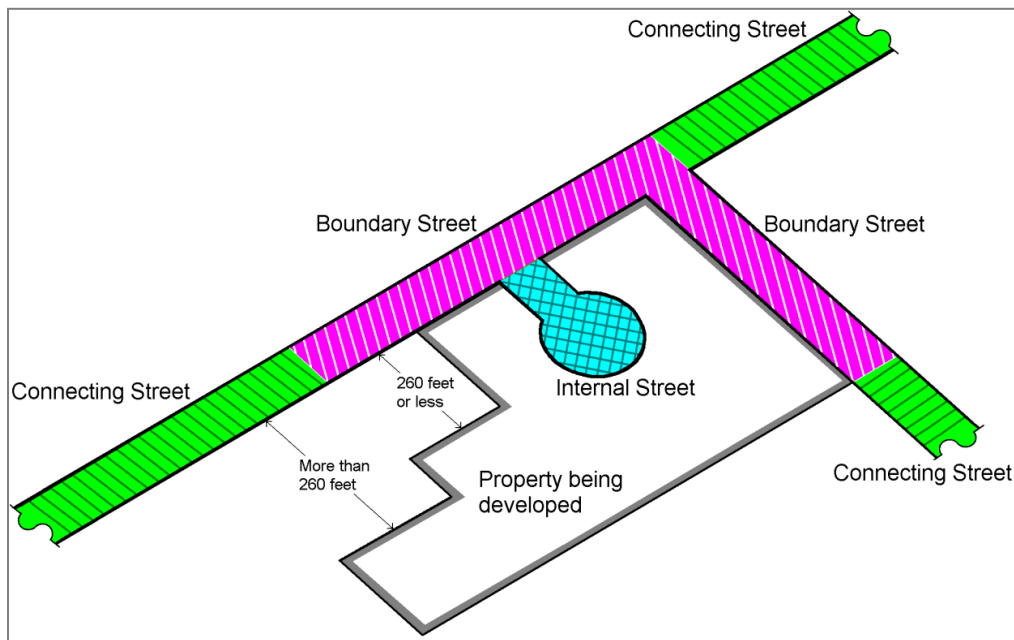 Connecting Street
Boundary Street
Boundary Street
Connecting Street
260 feet
or less
Internal Street
More than
260 feet
Property being
developed
Connecting Street